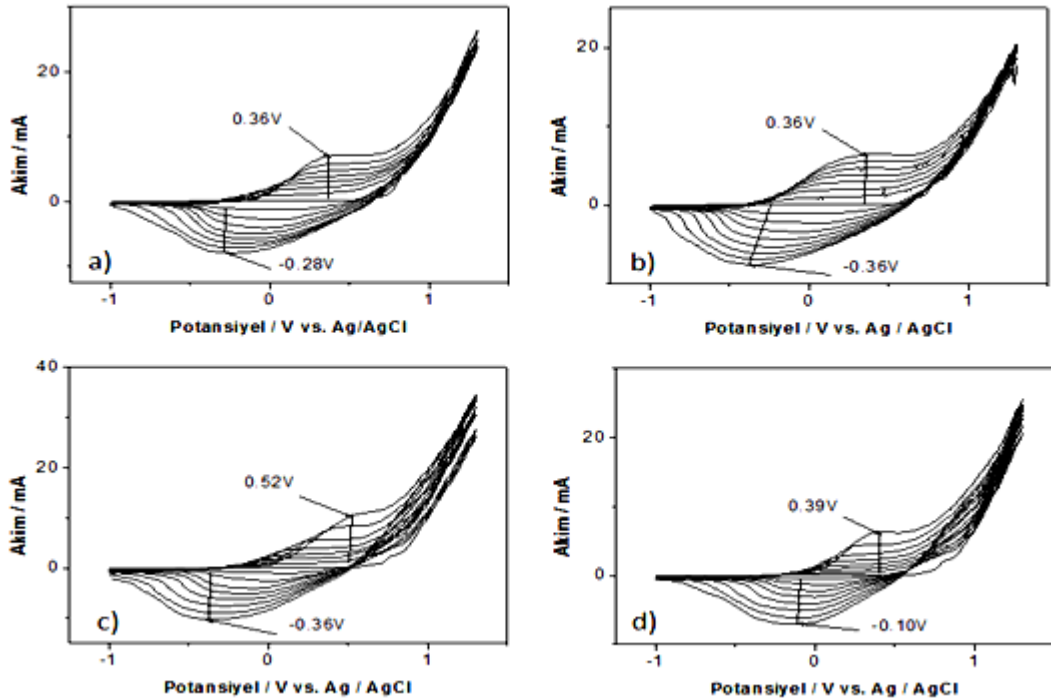 20
0
Akim / mA
0.36V
-0.28V
a)
-1
0
1
Potansiyel / V vs. Ag/AgCl
20
0
Akim / mA
0.36V
-0.36V
b)
-1
0
1
Potansiyel / V vs. Ag / AgCl
40
20
0
Akim / mA
0.52V
-0.36V
c)
-1
0
1
Potansiyel / V vs. Ag / AgCl
20
0
Akim / mA
0.39V
-0.10V
d)
-1
0
1
Potansiyel / V vs. Ag / AgCl